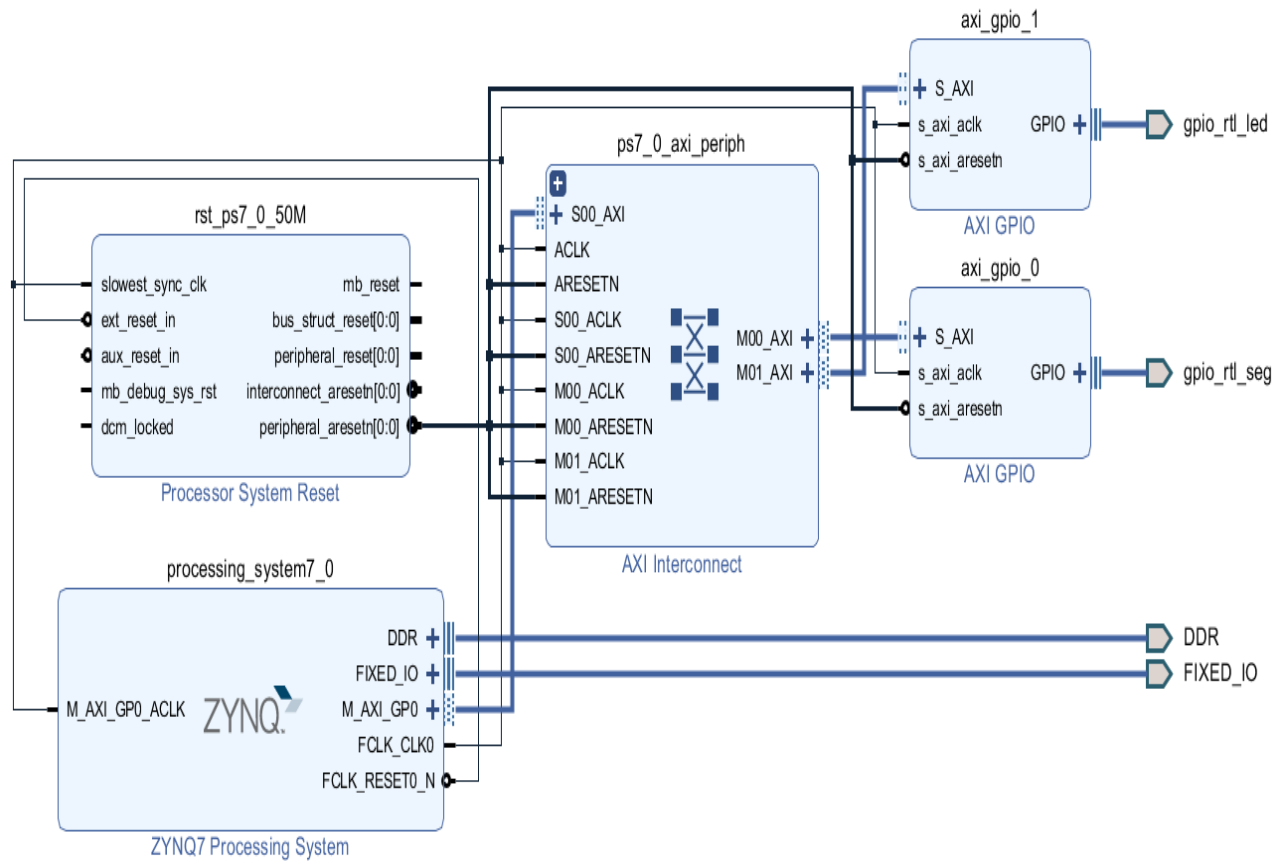 axi_gpio_1
S_AXI
s_axi_aclk
s_axi_aresetn
GPIO
gpio_rtl_led
AXI GPIO
axi_gpio_0
S_AXI
s_axi_aclk
s_axi_aresetn
GPIO
gpio_rtl_seg
AXI GPIO
ps7_0_axi_periph
S00_AXI
ACLK
ARESETN
S00_ACLK
S00_ARESETN
M00_ACLK
M00_ARESETN
M01_ACLK
M01_ARESETN
M00_AXI
M01_AXI
AXI Interconnect
rst_ps7_0_50M
slowest_sync_clk
ext_reset_in
aux_reset_in
mb_debug_sys_rst
dcm_locked
mb_reset
bus_struct_reset[0:0]
peripheral_reset[0:0]
interconnect_aresetn[0:0]
peripheral_aresetn[0:0]
Processor System Reset
processing_system7_0
M_AXI_GP0_ACLK
ZYNQ.
DDR
FIXED_IO
M_AXI_GP0
FCLK_CLK0
FCLK_RESET0_N
ZYNQ7 Processing System
DDR
FIXED_IO